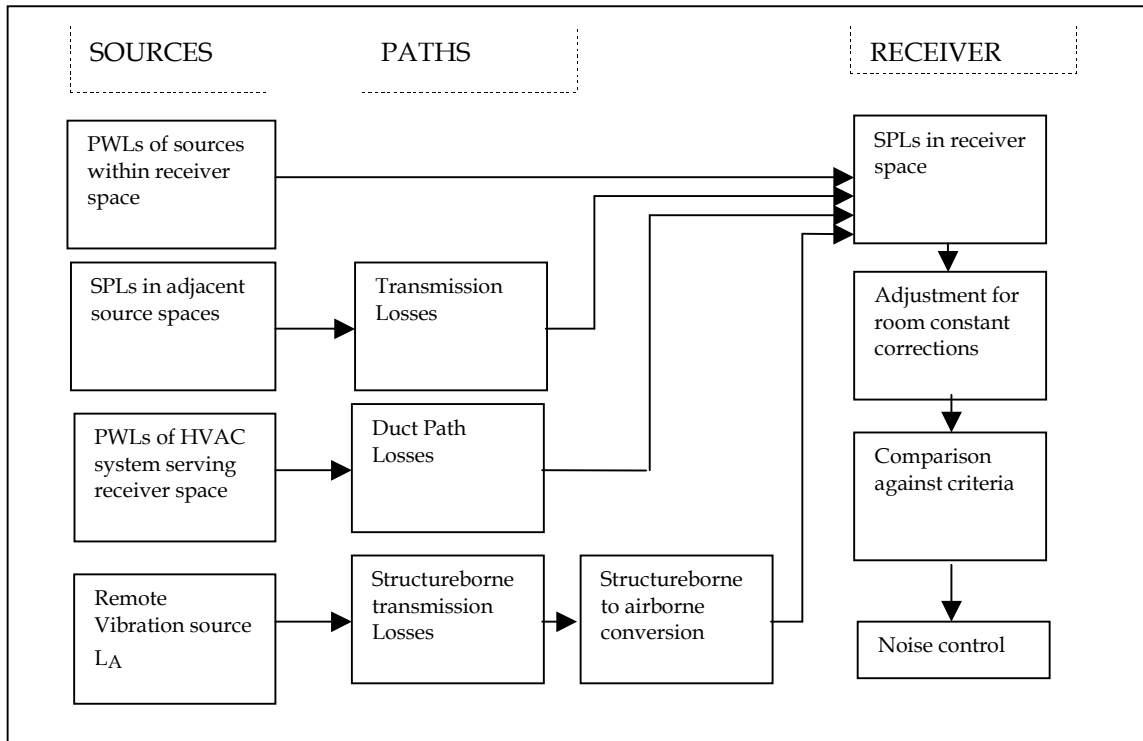 SOURCES
PATHS
RECEIVER
PWLs of sources
within receiver
space
SPLs in receiver
space
SPLs in adjacent
source spaces
Transmission
Losses
Adjustment for
room constant
corrections
PWLs of HVAC
system serving
receiver space
Duct Path
Losses
Comparison
against criteria
Remote
Vibration source
LA
Structureborne
transmission
Losses
Structureborne
to airborne
conversion
Noise control